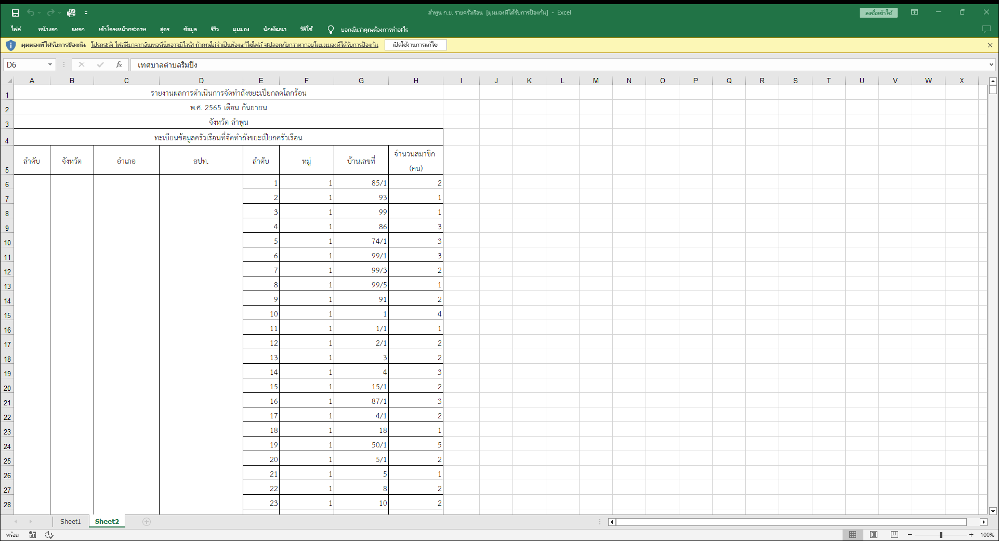 ลำพูน ก.ย. รายครัวเรือน [มุมมองที่ได้รับการป้องกัน] - Excel
ลงชื่อเข้าใช้
ไฟล์ หน้าแรก แทรก เค้าโครงหน้ากระดาษ สูตร ข้อมูล รีวิว มุมมอง นักพัฒนา วิธีใช้ บอกฉันว่าคุณต้องการทำอะไร
มุมมองที่ได้รับการป้องกัน โปรดระวัง ไฟล์ที่มาจากอินเทอร์เน็ตอาจมีไวรัส ถ้าคุณไม่จำเป็นต้องแก้ไขไฟล์ จะปลอดภัยกว่าหากอยู่ในมุมมองที่ได้รับการป้องกัน เปิดใช้งานการแก้ไข
D6 fx เทศบาลตำบลริมปิง
A B C D E F G H I J K L M N O P Q R S T U V W X
1 รายงานผลการดำเนินการจัดทำถังขยะเปียกลดโลกร้อน
2 พ.ศ. 2565 เดือน กันยายน
3 จังหวัด ลำพูน
4 ทะเบียนข้อมูลครัวเรือนที่จัดทำถังขยะเปียกครัวเรือน
5 ลำดับ จังหวัด อำเภอ อปท. ลำดับ หมู่ บ้านเลขที่ จำนวนสมาชิก (คน)
6 1 1 85/1 2
7 2 1 93 1
8 3 1 99 1
9 4 1 86 3
10 5 1 74/1 3
11 6 1 99/1 3
12 7 1 99/3 2
13 8 1 99/5 1
14 9 1 91 2
15 10 1 1 4
16 11 1 1/1 1
17 12 1 2/1 2
18 13 1 3 2
19 14 1 4 3
20 15 1 15/1 2
21 16 1 87/1 3
22 17 1 4/1 2
23 18 1 18 1
24 19 1 50/1 5
25 20 1 5/1 2
26 21 1 5 1
27 22 1 8 2
28 23 1 10 2
Sheet1 Sheet2
พร้อม 100%